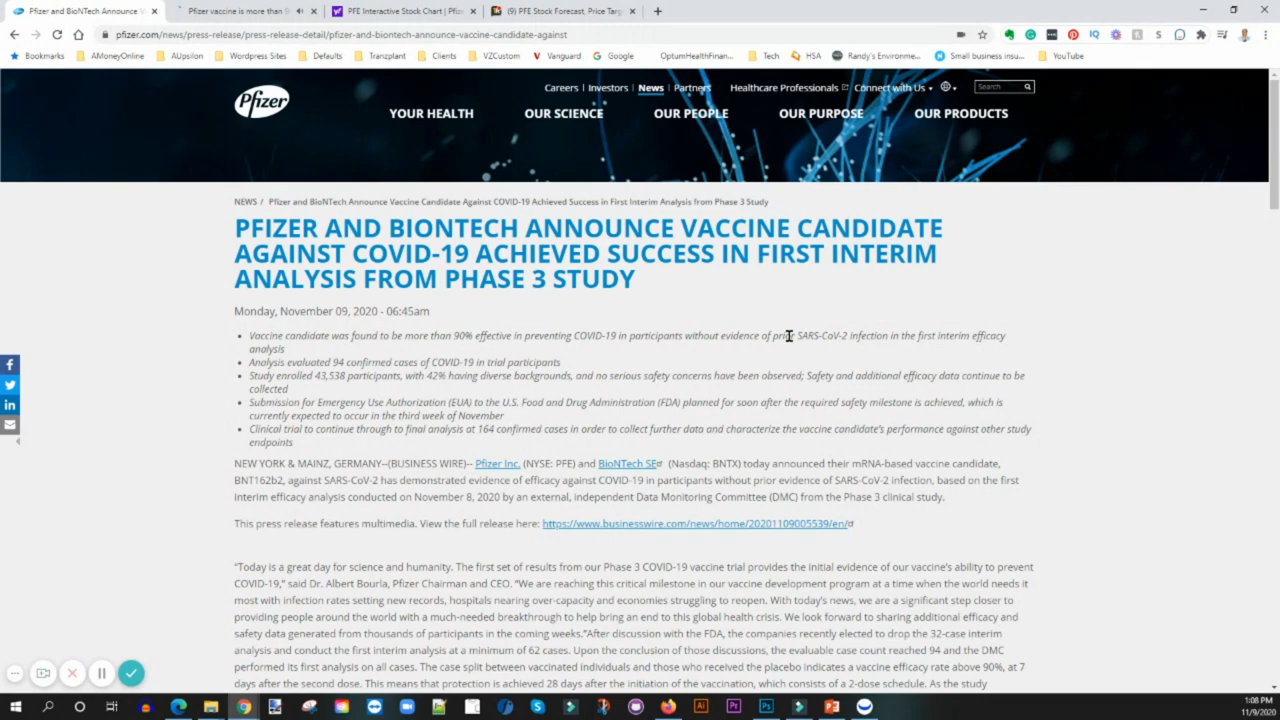 Pfizer and BioNTech Announce V
Pfizer vaccine is more than 9
PFE Interactive Stock Chart | Pfize
(9) PFE Stock Forecast, Price Targ
pfizer.com/news/press-release/press-release-detail/pfizer-and-biontech-announce-vaccine-candidate-against
Bookmarks AMoneyOnline AUpsilon Wordpress Sites Defaults Tranzplant Clients VZCustom Vanguard Google OptumHealthFinan... Tech HSA Randy's Environme... Small business insu... YouTube
Careers | Investors | News | Partners Healthcare Professionals Connect with Us Search
Pfizer
YOUR HEALTH OUR SCIENCE OUR PEOPLE OUR PURPOSE OUR PRODUCTS
NEWS / Pfizer and BioNTech Announce Vaccine Candidate Against COVID-19 Achieved Success in First Interim Analysis from Phase 3 Study
PFIZER AND BIONTECH ANNOUNCE VACCINE CANDIDATE
AGAINST COVID-19 ACHIEVED SUCCESS IN FIRST INTERIM
ANALYSIS FROM PHASE 3 STUDY
Monday, November 09, 2020 - 06:45am
• Vaccine candidate was found to be more than 90% effective in preventing COVID-19 in participants without evidence of prior SARS-CoV-2 infection in the first interim efficacy
analysis
• Analysis evaluated 94 confirmed cases of COVID-19 in trial participants
• Study enrolled 43,538 participants, with 42% having diverse backgrounds, and no serious safety concerns have been observed; Safety and additional efficacy data continue to be
collected
• Submission for Emergency Use Authorization (EUA) to the U.S. Food and Drug Administration (FDA) planned for soon after the required safety milestone is achieved, which is
currently expected to occur in the third week of November
• Clinical trial to continue through to final analysis at 164 confirmed cases in order to collect further data and characterize the vaccine candidate's performance against other study
endpoints
NEW YORK & MAINZ, GERMANY--(BUSINESS WIRE)-- Pfizer Inc. (NYSE: PFE) and BioNTech SE (Nasdaq: BNTX) today announced their mRNA-based vaccine candidate,
BNT162b2, against SARS-CoV-2 has demonstrated evidence of efficacy against COVID-19 in participants without prior evidence of SARS-CoV-2 infection, based on the first
interim efficacy analysis conducted on November 8, 2020 by an external, independent Data Monitoring Committee (DMC) from the Phase 3 clinical study.
This press release features multimedia. View the full release here: https://www.businesswire.com/news/home/20201109005539/en/
"Today is a great day for science and humanity. The first set of results from our Phase 3 COVID-19 vaccine trial provides the initial evidence of our vaccine's ability to prevent
COVID-19," said Dr. Albert Bourla, Pfizer Chairman and CEO. "We are reaching this critical milestone in our vaccine development program at a time when the world needs it
most with infection rates setting new records, hospitals nearing over-capacity and economies struggling to reopen. With today's news, we are a significant step closer to
providing people around the world with a much-needed breakthrough to help bring an end to this global health crisis. We look forward to sharing additional efficacy and
safety data generated from thousands of participants in the coming weeks."After discussion with the FDA, the companies recently elected to drop the 32-case interim
analysis and conduct the first interim analysis at a minimum of 62 cases. Upon the conclusion of those discussions, the evaluable case count reached 94 and the DMC
performed its first analysis on all cases. The case split between vaccinated individuals and those who received the placebo indicates a vaccine efficacy rate above 90%, at 7
days after the second dose. This means that protection is achieved 28 days after the initiation of the vaccination, which consists of a 2-dose schedule. As the study
1:08 PM
11/9/2020